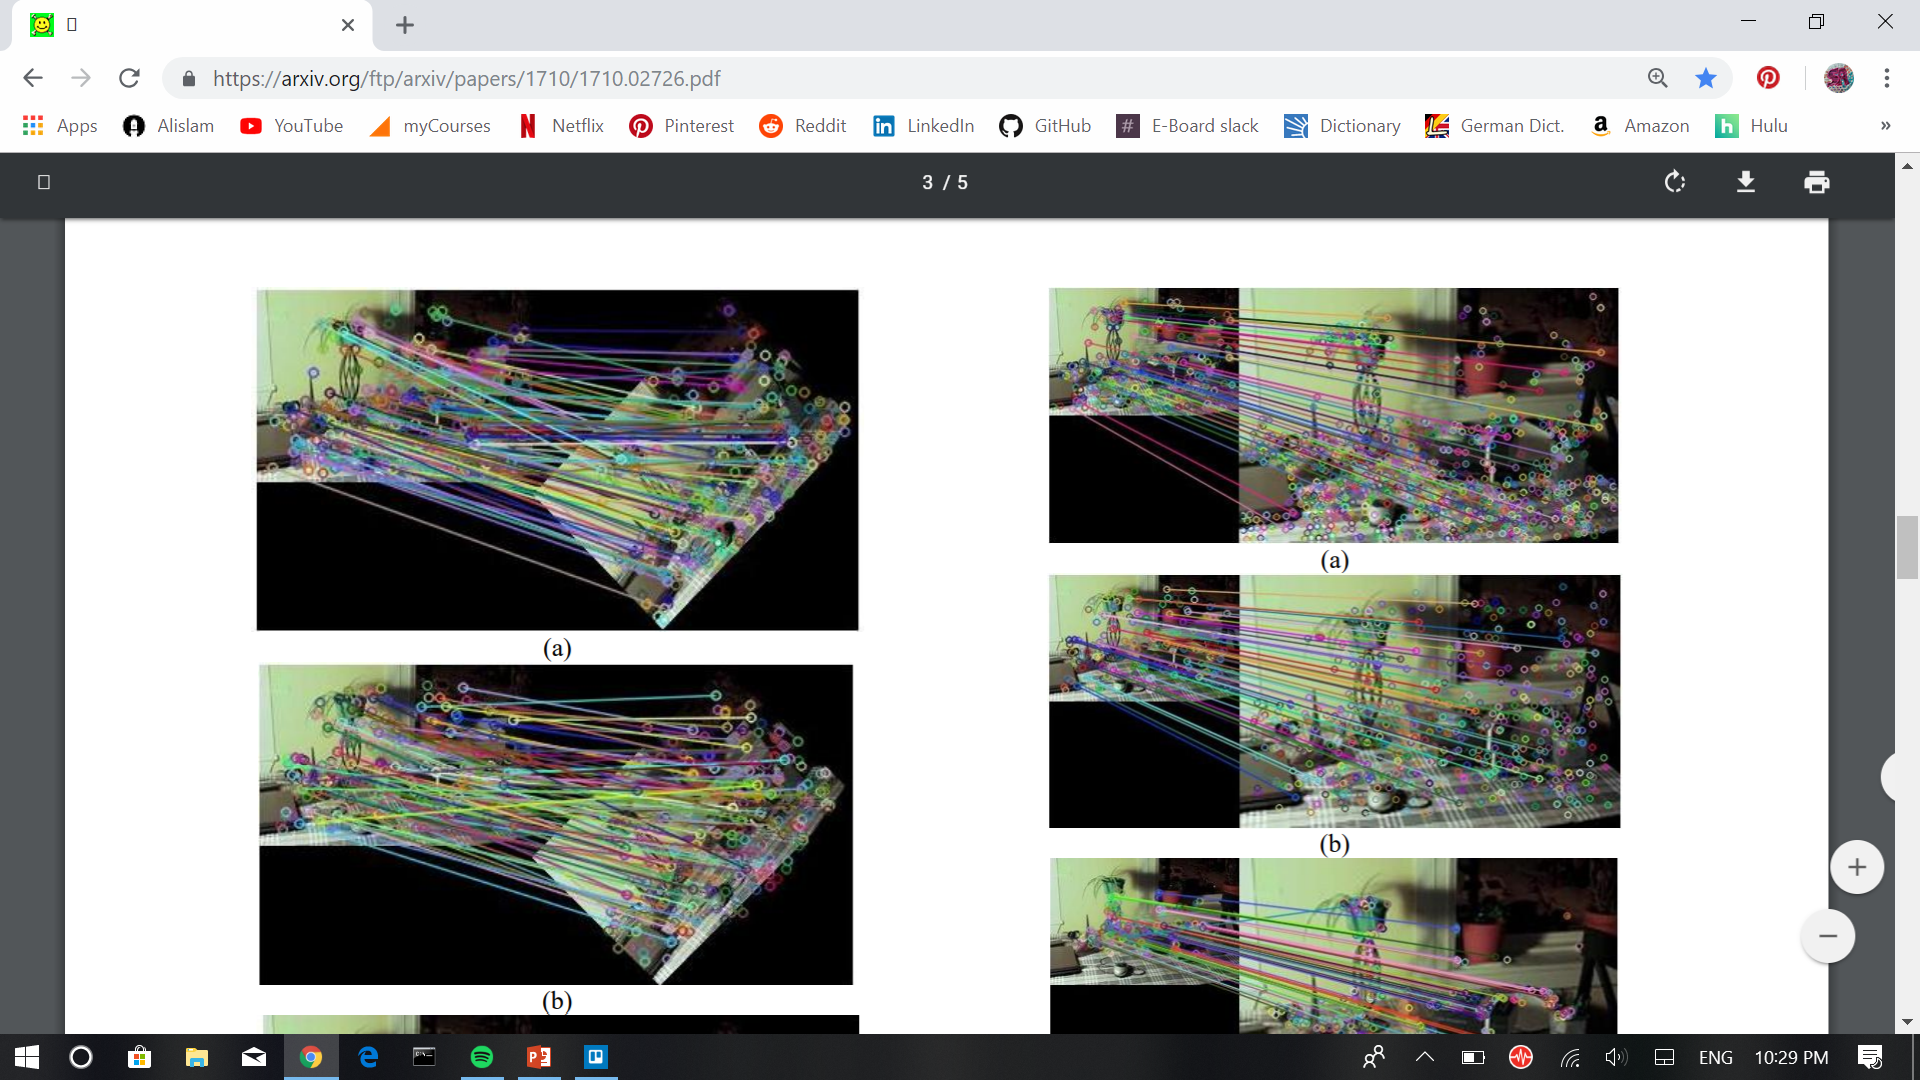 https://arxiv.org/ftp/arxiv/papers/1710/1710.02726.pdf
Apps Alislam YouTube myCourses Netflix Pinterest Reddit LinkedIn GitHub # E-Board slack Dictionary German Dict. a Amazon h Hulu »
3 / 5
(a)
(b)
(a)
(b)
ENG 10:29 PM